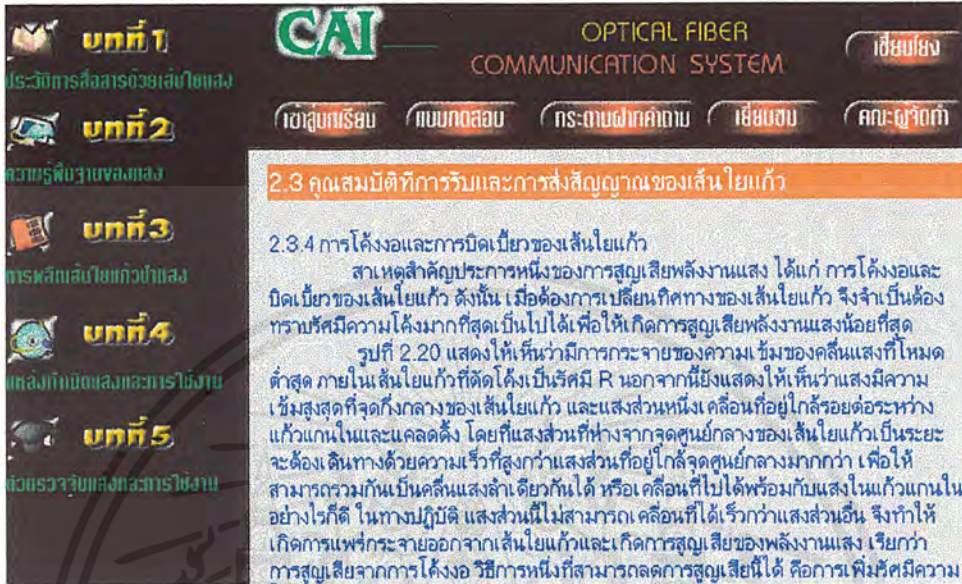 บทที่ 1
ประวัติการสื่อสารด้วยเส้นใยแสง
บทที่ 2
ความรู้พื้นฐานของแสง
บทที่ 3
การผลิตเส้นใยแก้วนำแสง
บทที่ 4
แหล่งกำเนิดแสงและการใช้งาน
บทที่ 5
ตัวตรวจจับแสงและการใช้งาน
CAI
OPTICAL FIBER
COMMUNICATION SYSTEM
เชื่อมโยง
เข้าสู่บทเรียน แบบทดสอบ กระดานฝากคำถาม เยี่ยมชม คณะผู้จัดทำ
2.3 คุณสมบัติที่การรับและการส่งสัญญาณของเส้นใยแก้ว
2.3.4 การโค้งงอและการบิดเบี้ยวของเส้นใยแก้ว
สาเหตุสำคัญประการหนึ่งของการสูญเสียพลังงานแสง ได้แก่ การโค้งงอและ
บิดเบี้ยวของเส้นใยแก้ว ดังนั้น เมื่อต้องการเปลี่ยนทิศทางของเส้นใยแก้ว จึงจำเป็นต้อง
ทราบรัศมีความโค้งมากที่สุดเป็นไปได้เพื่อให้เกิดการสูญเสียพลังงานแสงน้อยที่สุด
รูปที่ 2.20 แสดงให้เห็นว่ามีการกระจายของความเข้มของคลื่นแสงที่โหมด
ต่ำสุด ภายในเส้นใยแก้วที่ดัดโค้งเป็นรัศมี R นอกจากนี้ยังแสดงให้เห็นว่าแสงมีความ
เข้มสูงสุดที่จุดกึ่งกลางของเส้นใยแก้ว และแสงส่วนหนึ่งเคลื่อนที่อยู่ใกล้รอยต่อระหว่าง
แก้วแกนในและแคลดดิ้ง โดยที่แสงส่วนที่ห่างจากจุดศูนย์กลางของเส้นใยแก้วเป็นระยะ
จะต้องเดินทางด้วยความเร็วที่สูงกว่าแสงส่วนที่อยู่ใกล้จุดศูนย์กลางมากกว่า เพื่อให้
สามารถรวมกันเป็นคลื่นแสงลำเดียวกันได้ หรือเคลื่อนที่ไปได้พร้อมกับแสงในแก้วแกนใน
อย่างไรก็ดี ในทางปฏิบัติ แสงส่วนนี้ไม่สามารถเคลื่อนที่ได้เร็วกว่าแสงส่วนอื่น จึงทำให้
เกิดการแพร่กระจายออกจากเส้นใยแก้วและเกิดการสูญเสียของพลังงานแสง เรียกว่า
การสูญเสียจากการโค้งงอ วิธีการหนึ่งที่สามารถลดการสูญเสียนี้ได้ คือการเพิ่มรัศมีความ